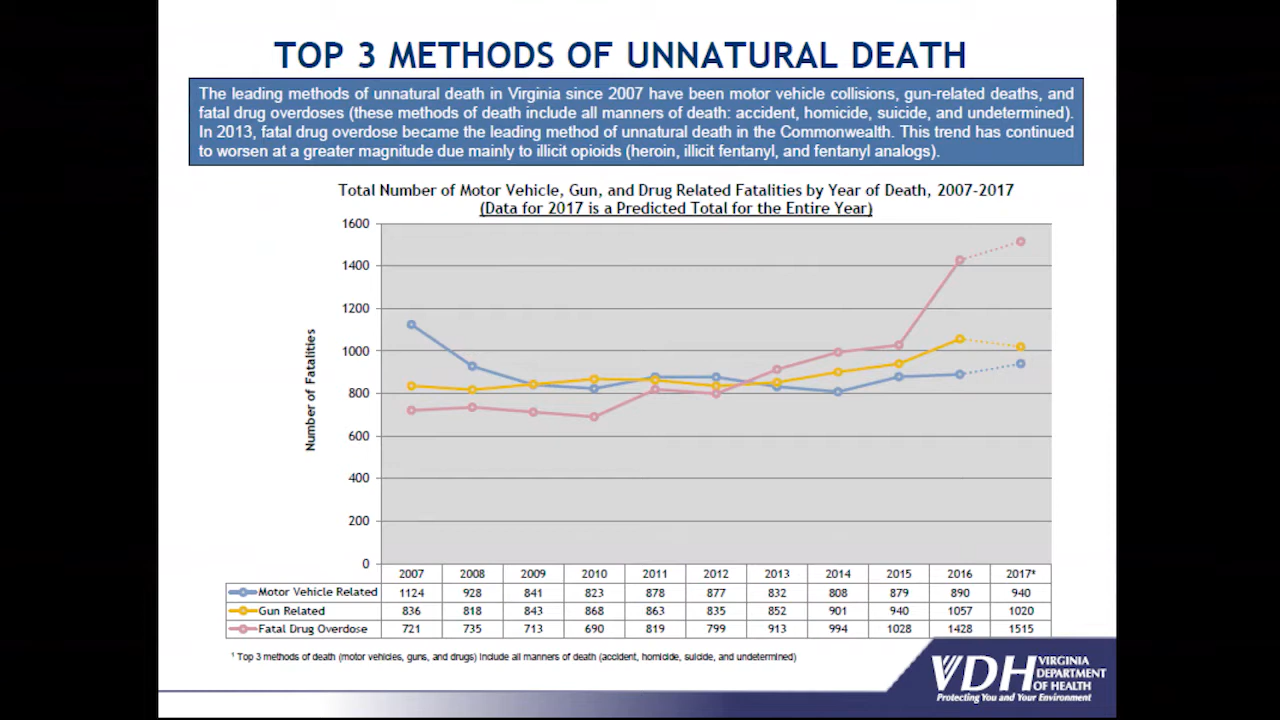 TOP 3 METHODS OF UNNATURAL DEATH
The leading methods of unnatural death in Virginia since 2007 have been motor vehicle collisions, gun-related deaths, and
fatal drug overdoses (these methods of death include all manners of death: accident, homicide, suicide, and undetermined).
In 2013, fatal drug overdose became the leading method of unnatural death in the Commonwealth. This trend has continued
to worsen at a greater magnitude due mainly to illicit opioids (heroin, illicit fentanyl, and fentanyl analogs).
Total Number of Motor Vehicle, Gun, and Drug Related Fatalities by Year of Death, 2007-2017
(Data for 2017 is a Predicted Total for the Entire Year)
Number of Fatalities
1600
1400
1200
1000
800
600
400
200
0
2007 2008 2009 2010 2011 2012 2013 2014 2015 2016 2017*
Motor Vehicle Related 1124 928 841 823 878 877 832 808 879 890 940
Gun Related 836 818 843 868 863 835 852 901 940 1057 1020
Fatal Drug Overdose 721 735 713 690 819 799 913 994 1028 1428 1515
¹ Top 3 methods of death (motor vehicles, guns, and drugs) include all manners of death (accident, homicide, suicide, and undetermined)
VDH VIRGINIA
DEPARTMENT
OF HEALTH
Protecting You and Your Environment